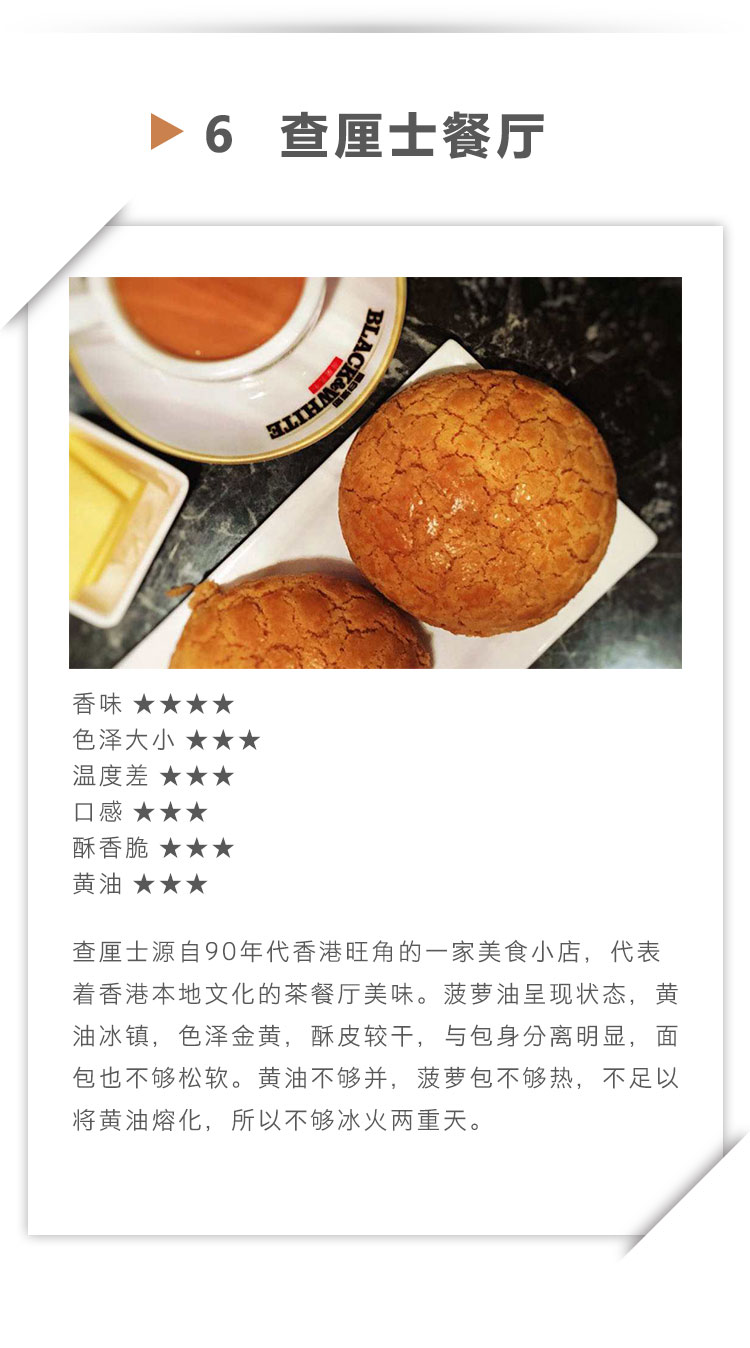 6 查厘士餐厅
BLACK&WHITE
香味 ★★★★
色泽大小 ★★★
温度差 ★★★
口感 ★★★
酥香脆 ★★★
黄油 ★★★
查厘士源自90年代香港旺角的一家美食小店，代表
着香港本地文化的茶餐厅美味。菠萝油呈现状态，黄
油冰镇，色泽金黄，酥皮较干，与包身分离明显，面
包也不够松软。黄油不够并，菠萝包不够热，不足以
将黄油熔化，所以不够冰火两重天。